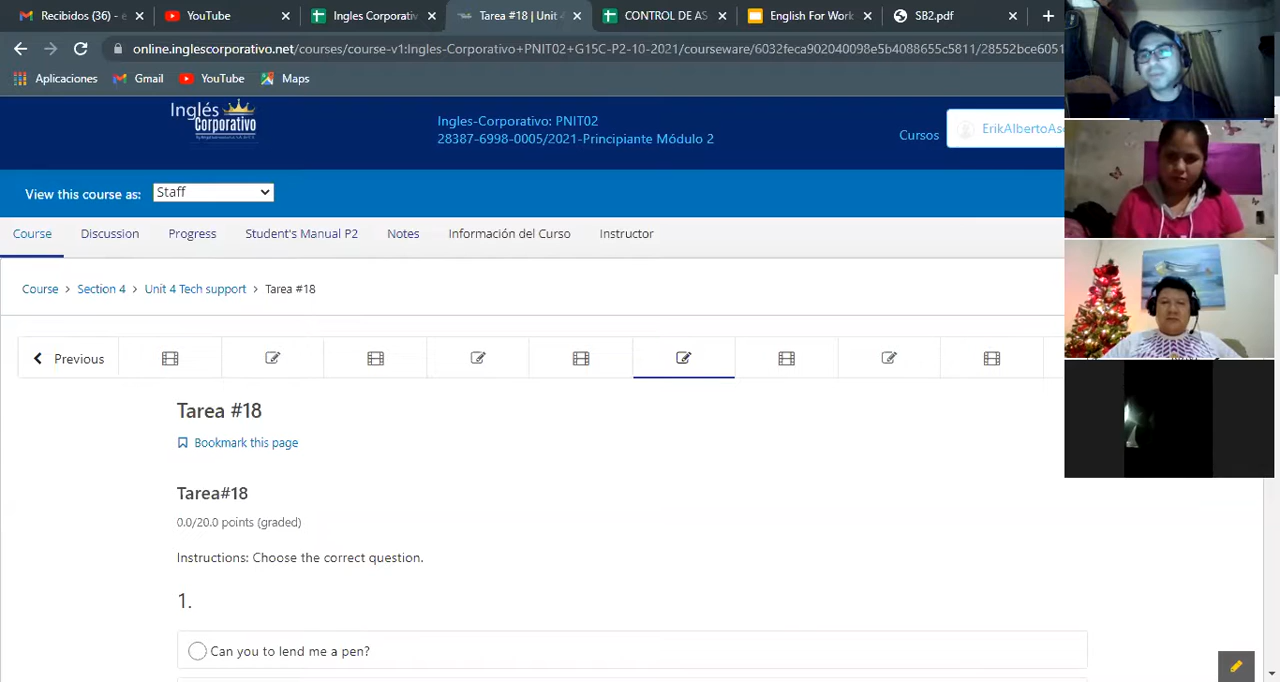 Recibidos (36) - é
YouTube
Ingles Corporativ
Tarea #18 | Unit 4
CONTROL DE AS
English For Work
SB2.pdf
online.inglescorporativo.net/courses/course-v1:Ingles-Corporativo+PNIT02+G15C-P2-10-2021/courseware/6032feca902040098e5b4088655c5811/28552bce6051
Aplicaciones
Gmail
YouTube
Maps
Inglés
Corporativo
Ingles-Corporativo: PNIT02
28387-6998-0005/2021-Principiante Módulo 2
Cursos
ErikAlbertoAs
View this course as:
Staff
Course
Discussion
Progress
Student's Manual P2
Notes
Información del Curso
Instructor
Course > Section 4 > Unit 4 Tech support > Tarea #18
Previous
Tarea #18
Bookmark this page
Tarea#18
0.0/20.0 points (graded)
Instructions: Choose the correct question.
1.
Can you to lend me a pen?